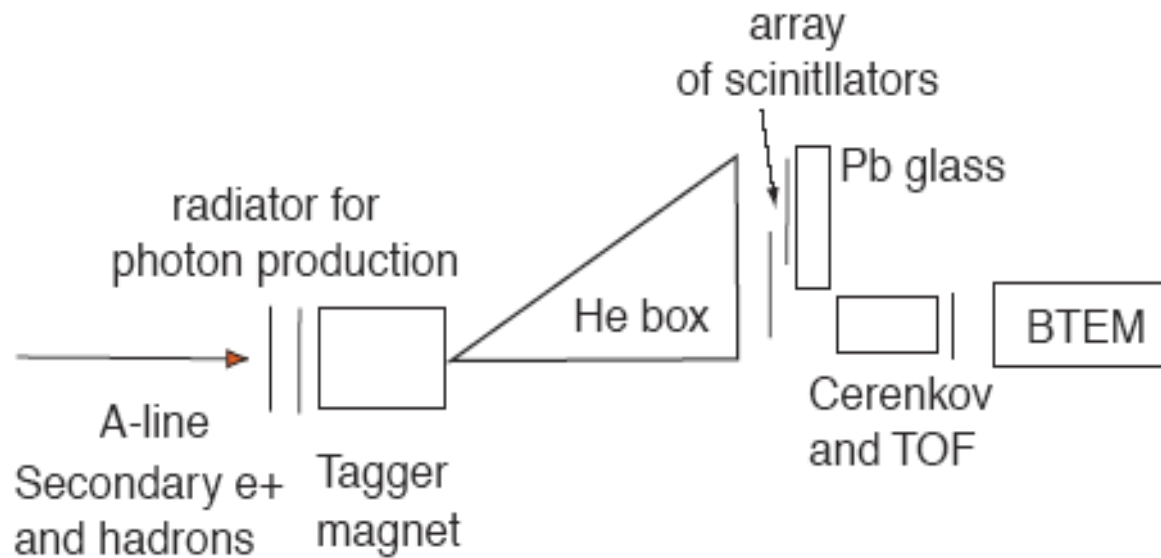 array
of scinitllators
Pb glass
radiator for
photon production
He box
BTEM
A-line
Secondary e+
and hadrons
Tagger
magnet
Cerenkov
and TOF